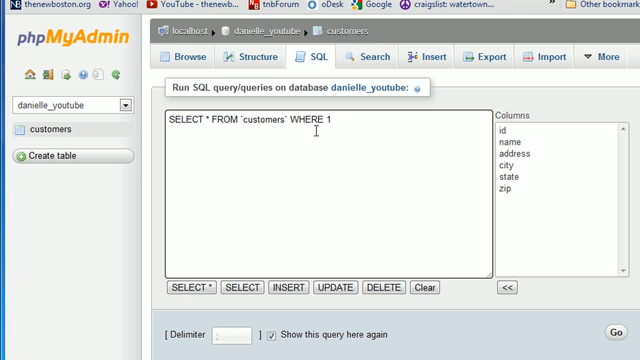 thenewboston.org
Yahoo!
YouTube - thenewb...
tnbForum
oDesk
Google
craigslist: watertown...
Other bookmark
phpMyAdmin
localhost
danielle_youtube
customers
Browse
Structure
SQL
Search
Insert
Export
Import
More
Run SQL query/queries on database danielle_youtube:
danielle_youtube
customers
Create table
SELECT * FROM `customers` WHERE 1
Columns
id
name
address
city
state
zip
SELECT *
SELECT
INSERT
UPDATE
DELETE
Clear
<<
[ Delimiter ; ]
Show this query here again
Go